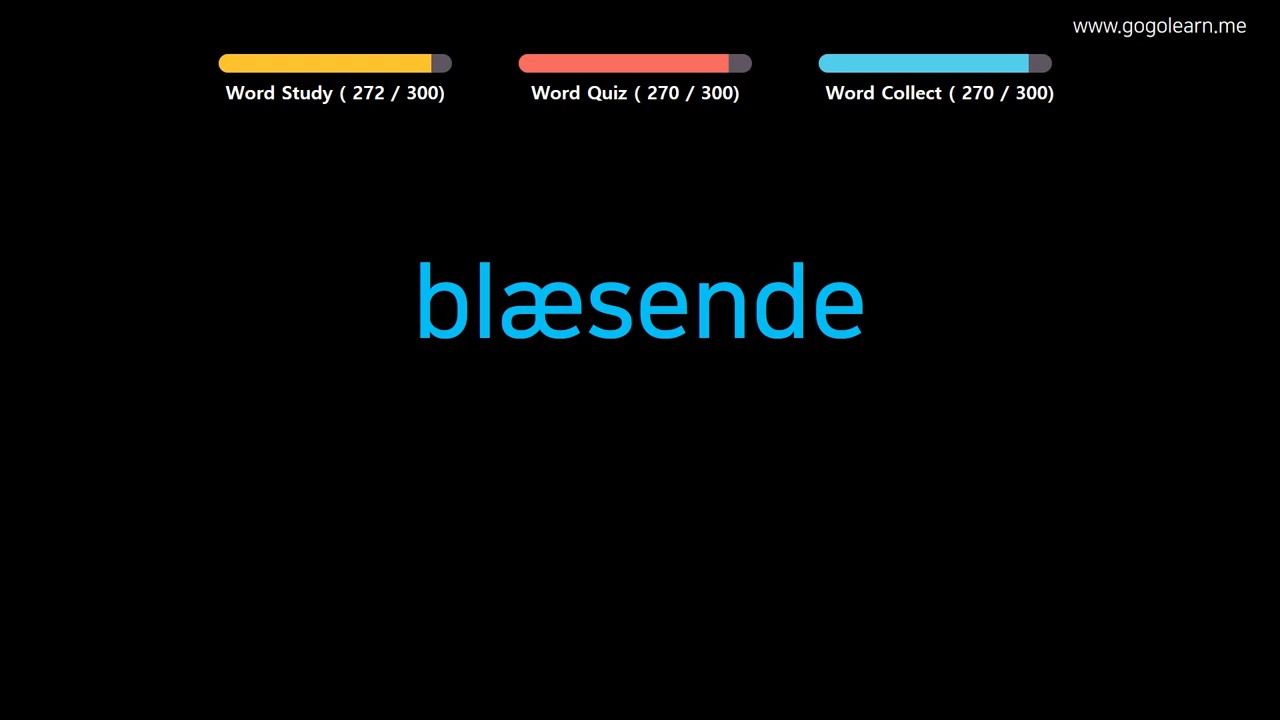 www.gogolearn.me
Word Study ( 272 / 300)
Word Quiz ( 270 / 300)
Word Collect ( 270 / 300)
blæsende